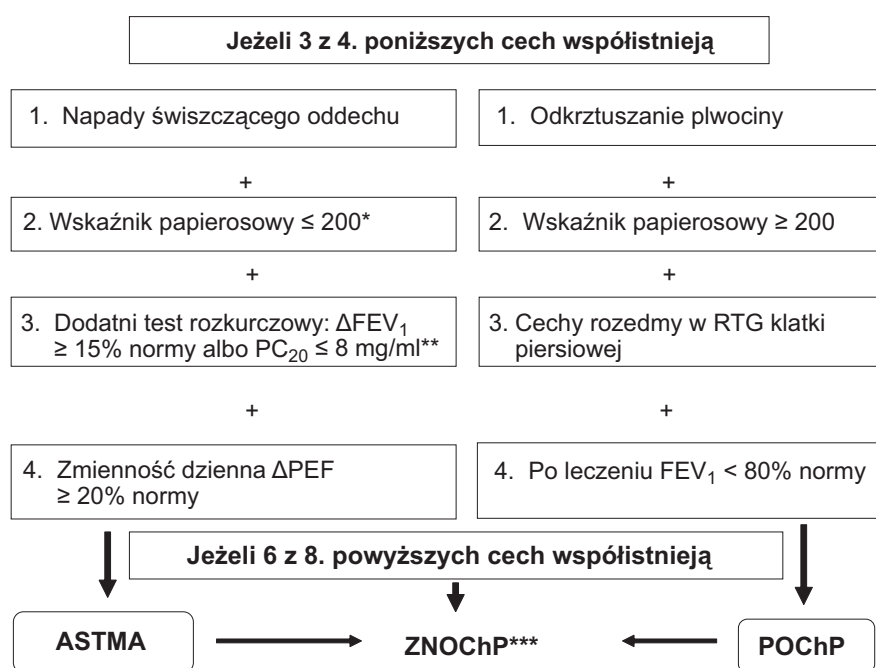 Jeżeli 3 z 4. poniższych cech współistnieją
1. Napady świszczącego oddechu
+
2. Wskaźnik papierosowy ≤ 200*
+
3. Dodatni test rozkurczowy: ΔFEV₁
≥ 15% normy albo PC₂₀ ≤ 8 mg/ml**
+
4. Zmienność dzienna ΔPEF
≥ 20% normy
1. Odkrztuszanie plwociny
+
2. Wskaźnik papierosowy ≥ 200
+
3. Cechy rozedmy w RTG klatki
piersiowej
+
4. Po leczeniu FEV₁ < 80% normy
Jeżeli 6 z 8. powyższych cech współistnieją
ASTMA
ZNOChP***
POChP